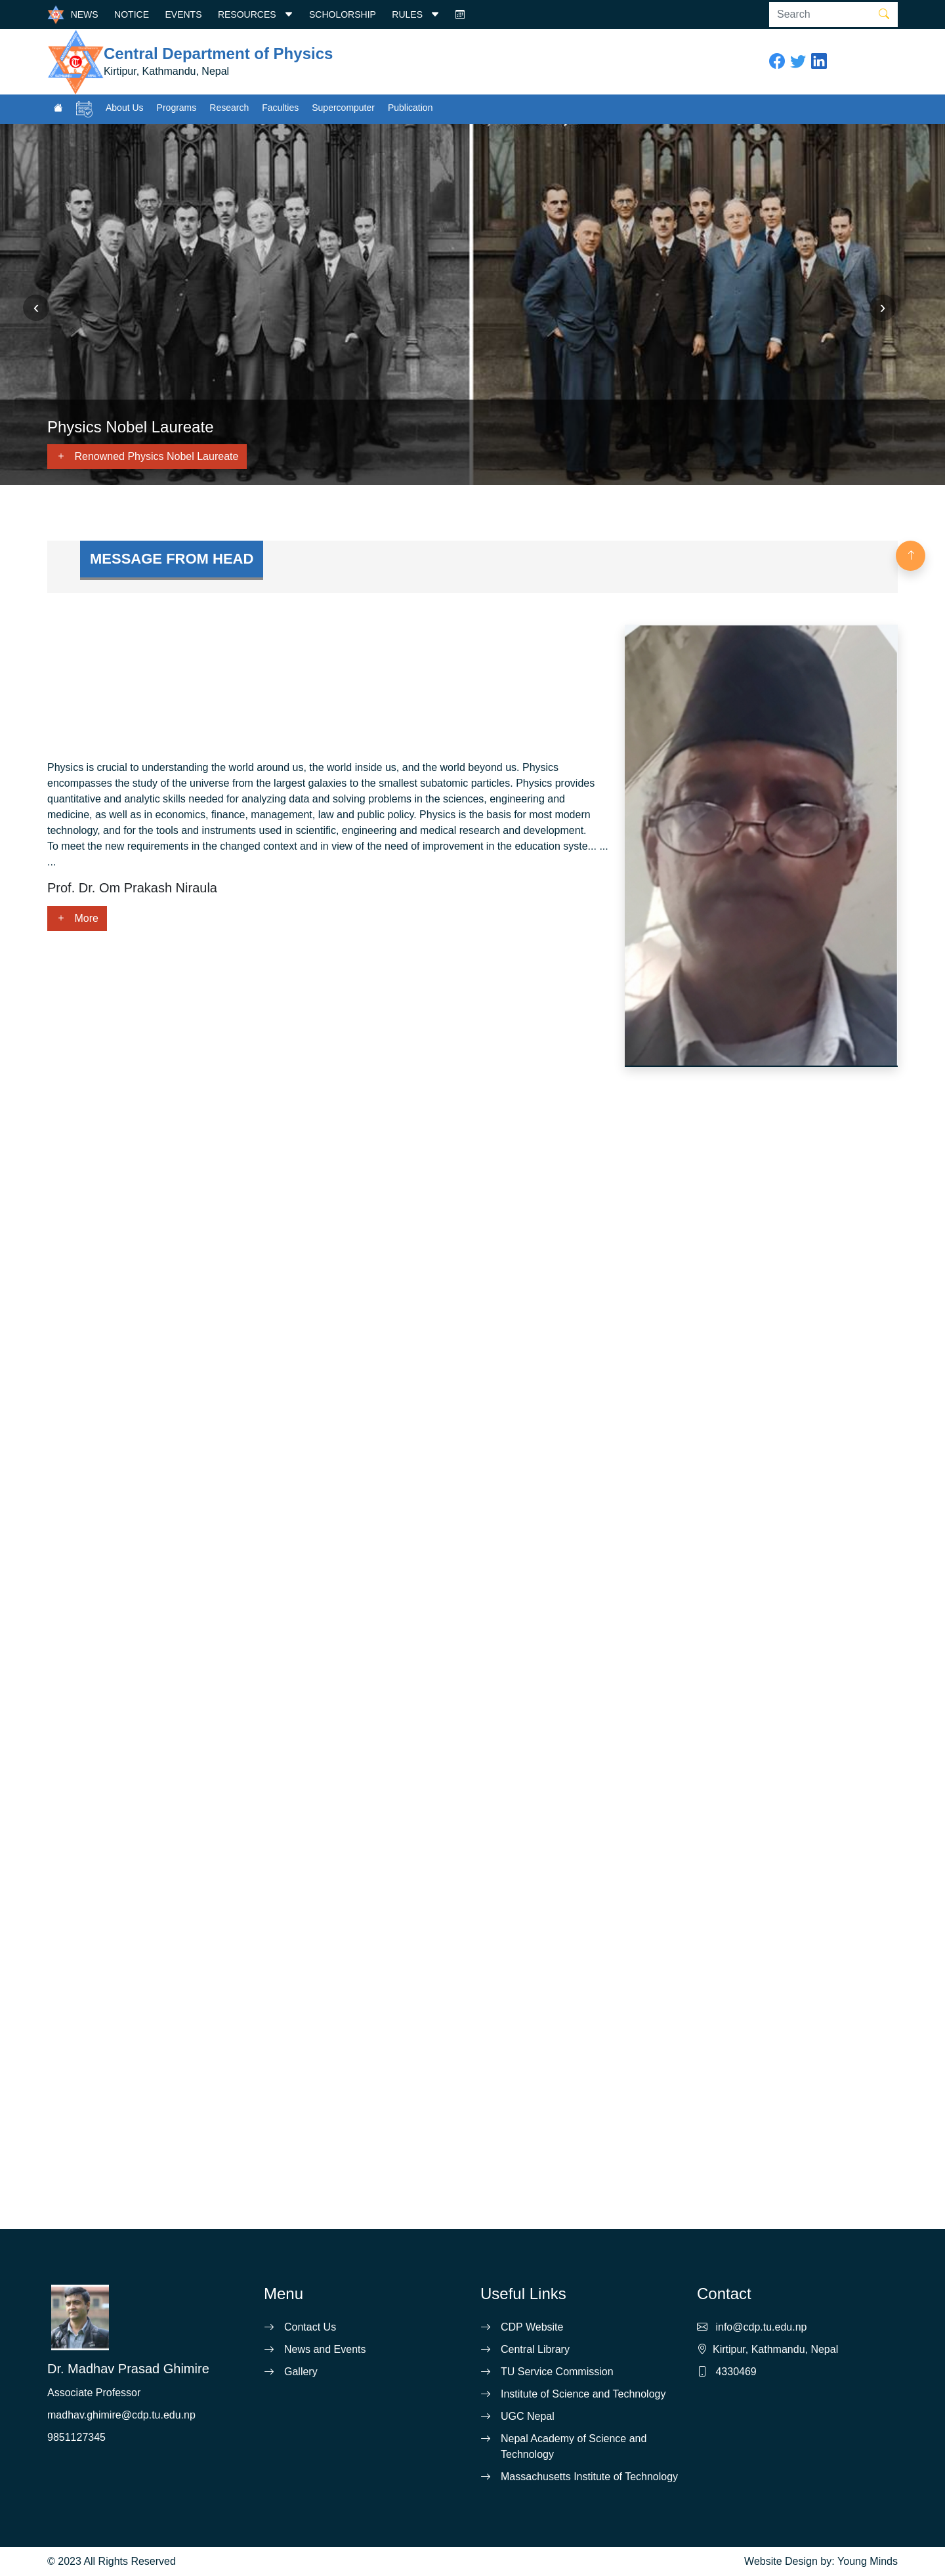 NEWS NOTICE EVENTS RESOURCES SCHOLORSHIP RULES Search
Central Department of Physics
Kirtipur, Kathmandu, Nepal
About Us Programs Research Faculties Supercomputer Publication
Physics Nobel Laureate
+ Renowned Physics Nobel Laureate
MESSAGE FROM HEAD
Physics is crucial to understanding the world around us, the world inside us, and the world beyond us. Physics
encompasses the study of the universe from the largest galaxies to the smallest subatomic particles. Physics provides
quantitative and analytic skills needed for analyzing data and solving problems in the sciences, engineering and
medicine, as well as in economics, finance, management, law and public policy. Physics is the basis for most modern
technology, and for the tools and instruments used in scientific, engineering and medical research and development.
To meet the new requirements in the changed context and in view of the need of improvement in the education syste... ...
...
Prof. Dr. Om Prakash Niraula
+ More
Dr. Madhav Prasad Ghimire
Associate Professor
madhav.ghimire@cdp.tu.edu.np
9851127345
Menu
Contact Us
News and Events
Gallery
Useful Links
CDP Website
Central Library
TU Service Commission
Institute of Science and Technology
UGC Nepal
Nepal Academy of Science and
Technology
Massachusetts Institute of Technology
Contact
info@cdp.tu.edu.np
Kirtipur, Kathmandu, Nepal
4330469
© 2023 All Rights Reserved
Website Design by: Young Minds